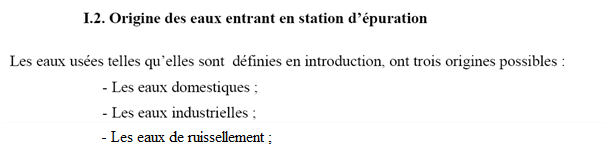 I.2. Origine des eaux entrant en station d’épuration
Les eaux usées telles qu’elles sont définies en introduction, ont trois origines possibles :
- Les eaux domestiques ;
- Les eaux industrielles ;
- Les eaux de ruissellement ;